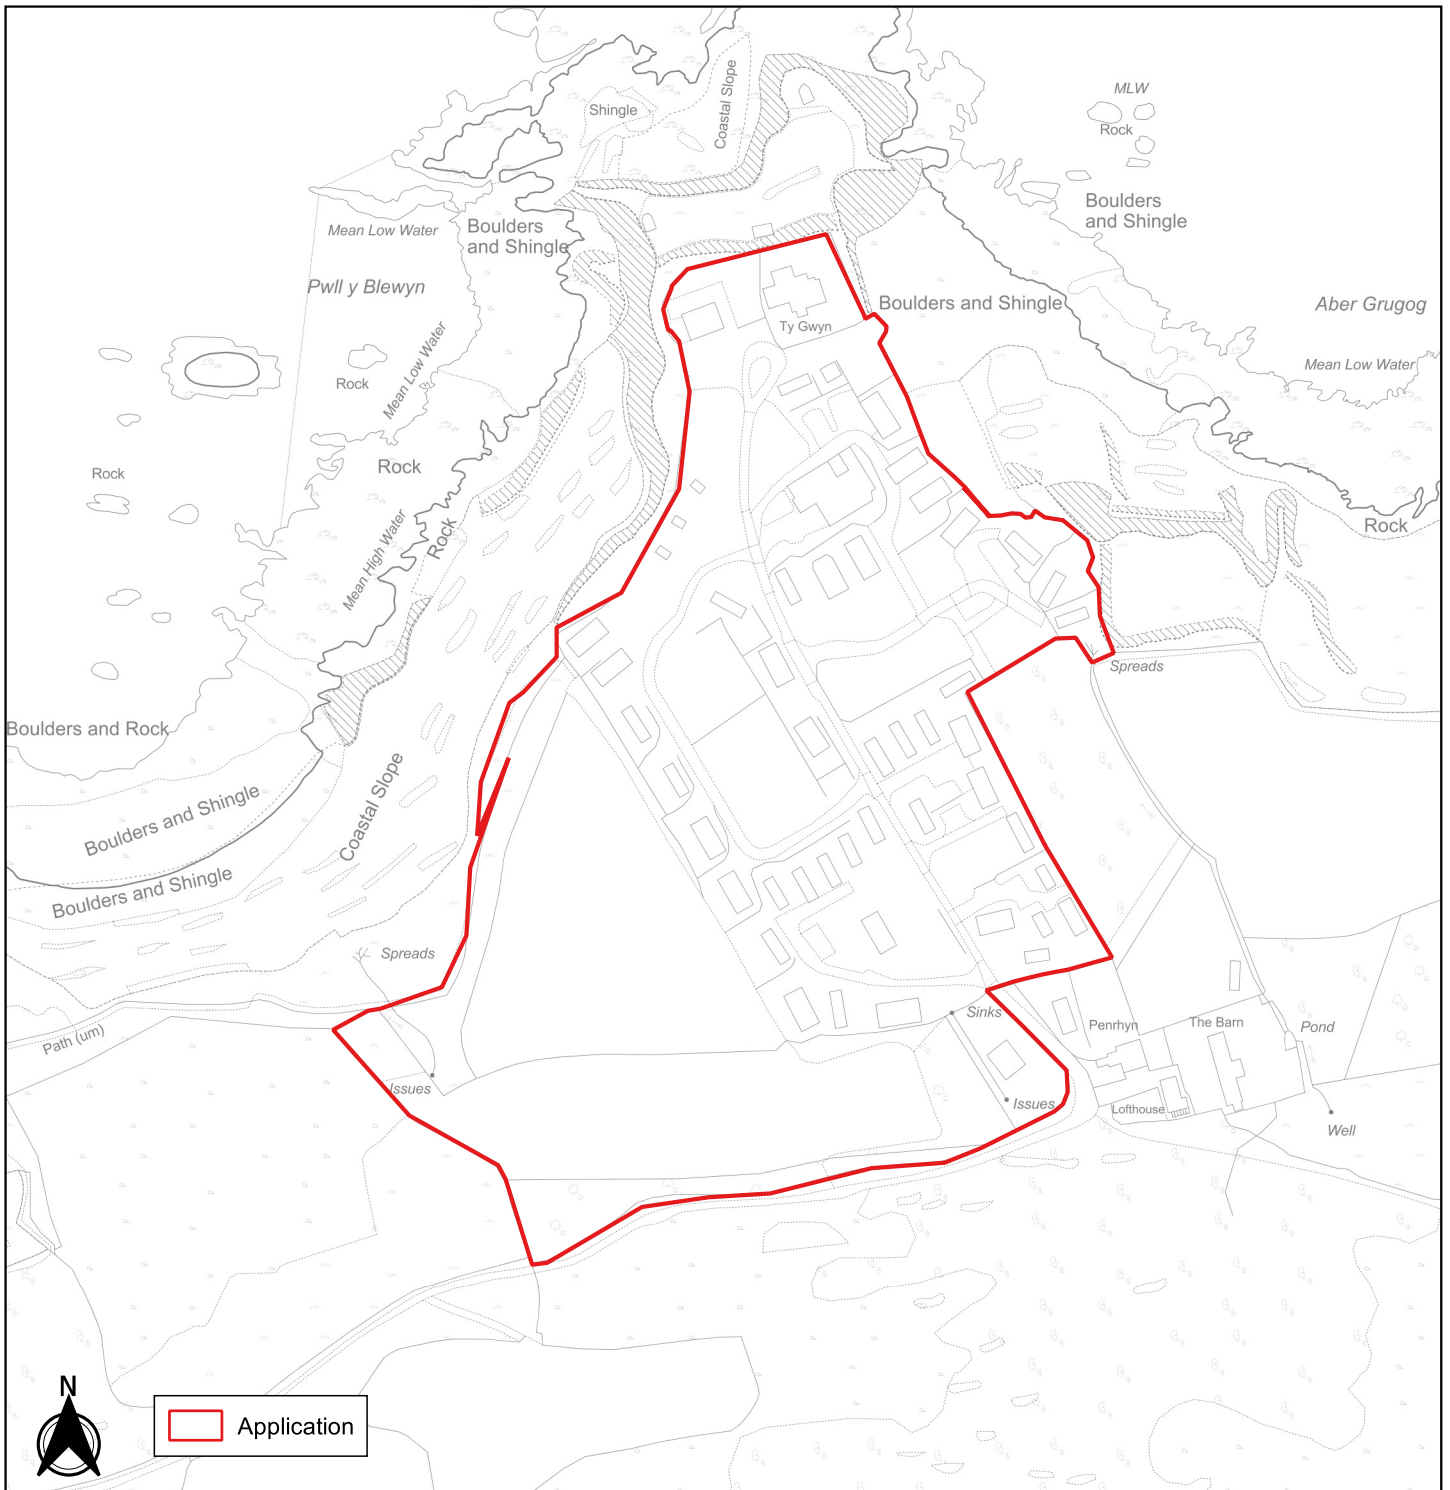 Coastal Slope
Shingle
MLW
Rock
Boulders
and Shingle
Mean Low Water
Boulders
and Shingle
Pwll y Blewyn
Boulders and Shingle
Aber Grugog
Ty Gwyn
Mean Low Water
Mean Low Water
Rock
Rock
Rock
Rock
Rock
Mean High Water
Spreads
Boulders and Rock
Boulders and Shingle
Coastal Slope
Boulders and Shingle
Spreads
Path (um)
Sinks
Penrhyn
The Barn
Pond
Issues
Issues
Lofthouse
Well
N
Application